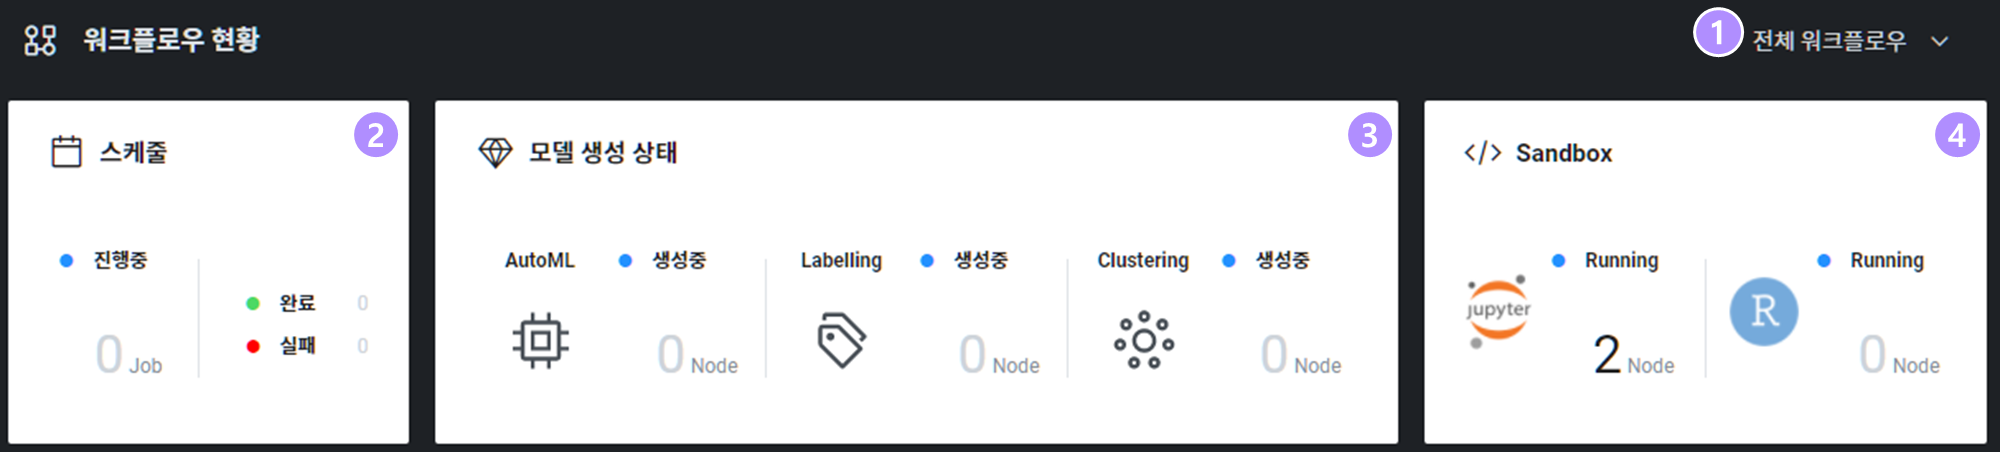 워크플로우 현황
1 전체 워크플로우
스케줄 2
진행중
0 Job
완료 0
실패 0
모델 생성 상태 3
AutoML 생성중
0 Node
Labelling 생성중
0 Node
Clustering 생성중
0 Node
Sandbox 4
jupyter Running
2 Node
R Running
0 Node